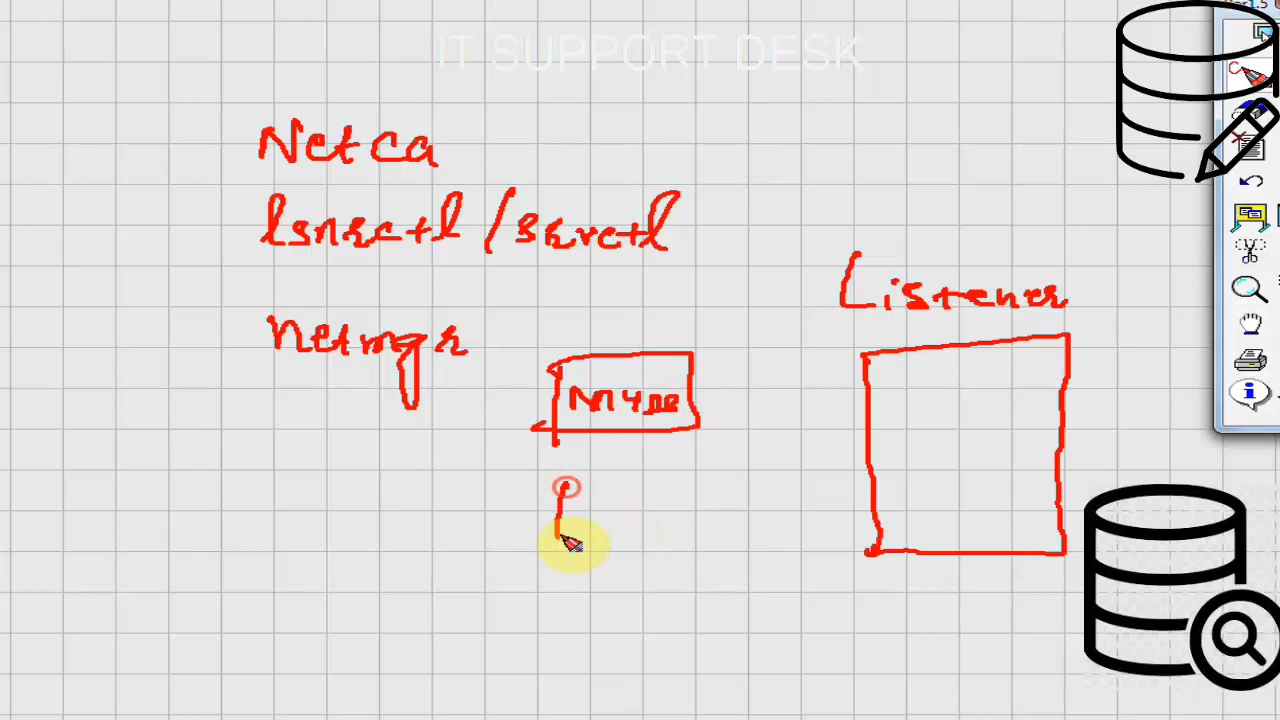 IT SUPPORT DESK
Netca
lsnrctl / srvctl
netmgr
Listener